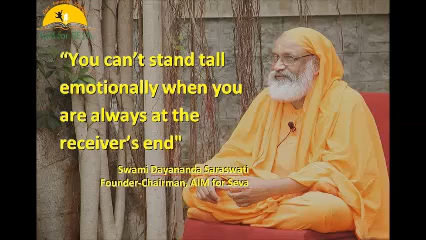 “You can’t stand tall
emotionally when you
are always at the
receiver’s end"
Swami Dayananda Saraswati
Founder-Chairman, AIM for Seva